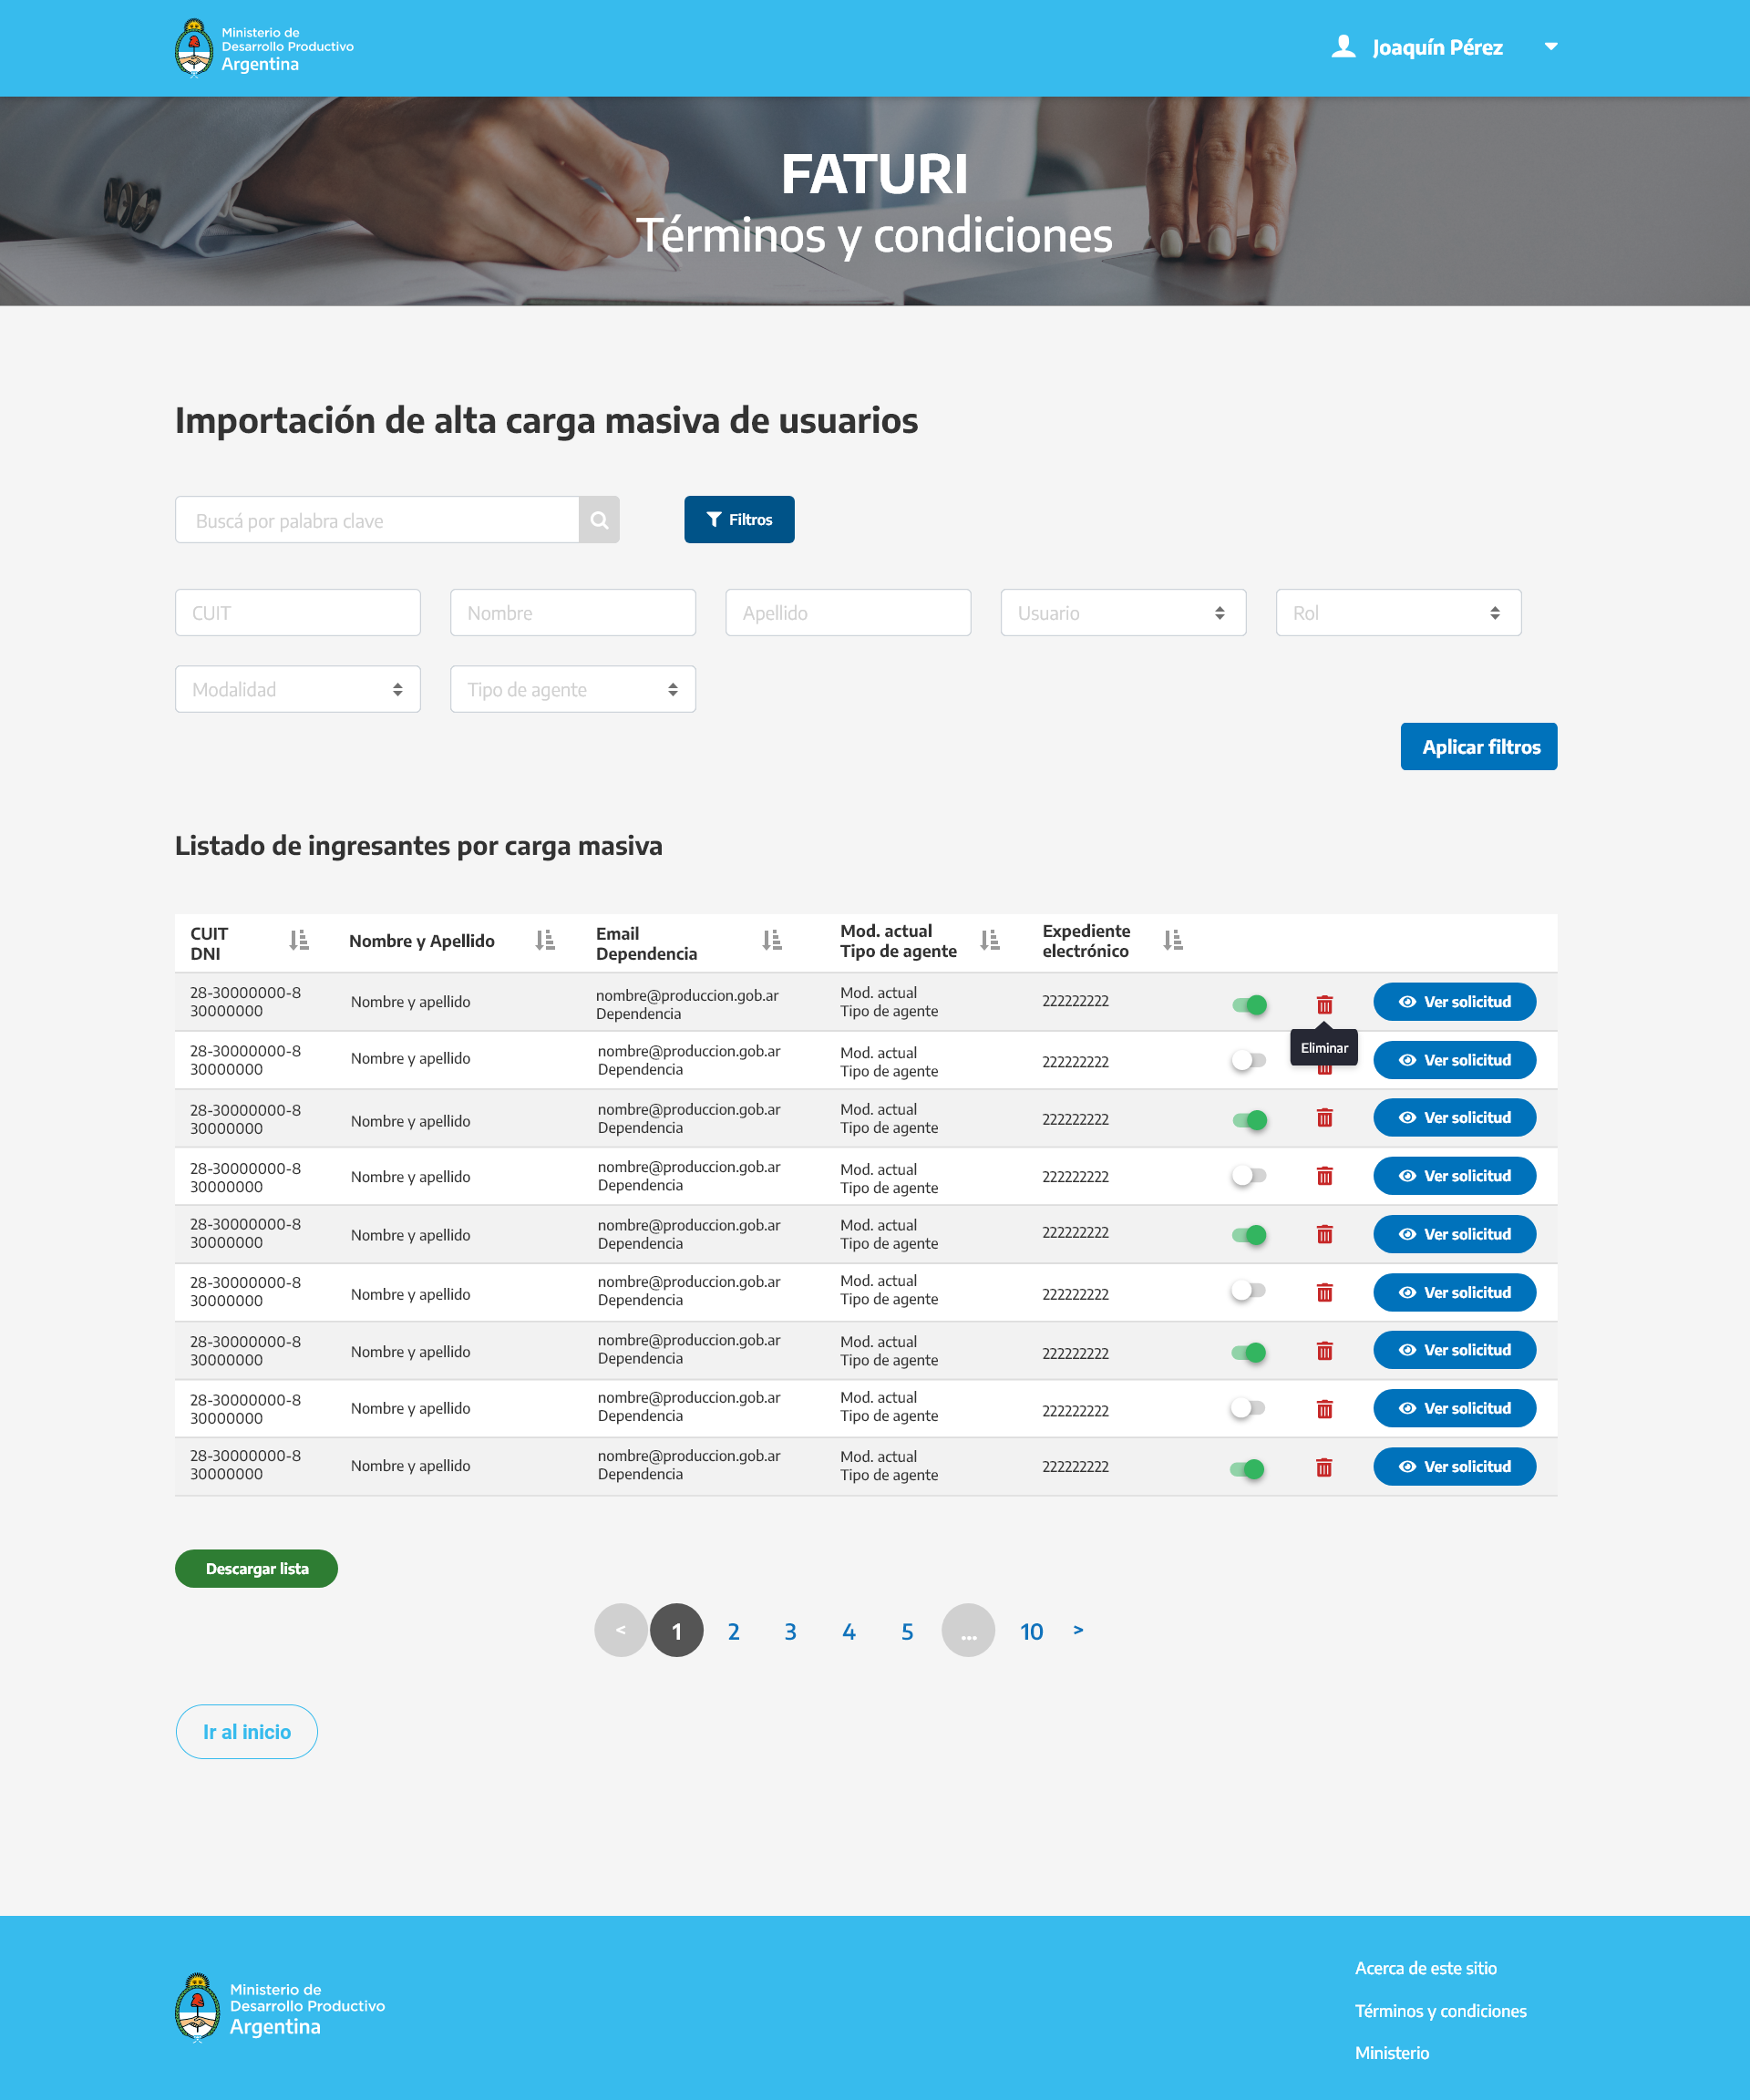 Ministerio de
Desarrollo Productivo
Argentina
Joaquín Pérez
FATURI
Términos y condiciones
Importación de alta carga masiva de usuarios
Buscá por palabra clave
Filtros
CUIT Nombre Apellido Usuario Rol
Modalidad Tipo de agente
Aplicar filtros
Listado de ingresantes por carga masiva
CUIT
DNI
Nombre y Apellido
Email
Dependencia
Mod. actual
Tipo de agente
Expediente
electrónico
28-30000000-8
30000000
Nombre y apellido
nombre@produccion.gob.ar
Dependencia
Mod. actual
Tipo de agente
222222222
Ver solicitud
Eliminar
28-30000000-8
30000000
Nombre y apellido
nombre@produccion.gob.ar
Dependencia
Mod. actual
Tipo de agente
222222222
Ver solicitud
28-30000000-8
30000000
Nombre y apellido
nombre@produccion.gob.ar
Dependencia
Mod. actual
Tipo de agente
222222222
Ver solicitud
28-30000000-8
30000000
Nombre y apellido
nombre@produccion.gob.ar
Dependencia
Mod. actual
Tipo de agente
222222222
Ver solicitud
28-30000000-8
30000000
Nombre y apellido
nombre@produccion.gob.ar
Dependencia
Mod. actual
Tipo de agente
222222222
Ver solicitud
28-30000000-8
30000000
Nombre y apellido
nombre@produccion.gob.ar
Dependencia
Mod. actual
Tipo de agente
222222222
Ver solicitud
28-30000000-8
30000000
Nombre y apellido
nombre@produccion.gob.ar
Dependencia
Mod. actual
Tipo de agente
222222222
Ver solicitud
28-30000000-8
30000000
Nombre y apellido
nombre@produccion.gob.ar
Dependencia
Mod. actual
Tipo de agente
222222222
Ver solicitud
28-30000000-8
30000000
Nombre y apellido
nombre@produccion.gob.ar
Dependencia
Mod. actual
Tipo de agente
222222222
Ver solicitud
Descargar lista
< 1 2 3 4 5 ... 10 >
Ir al inicio
Ministerio de
Desarrollo Productivo
Argentina
Acerca de este sitio
Términos y condiciones
Ministerio